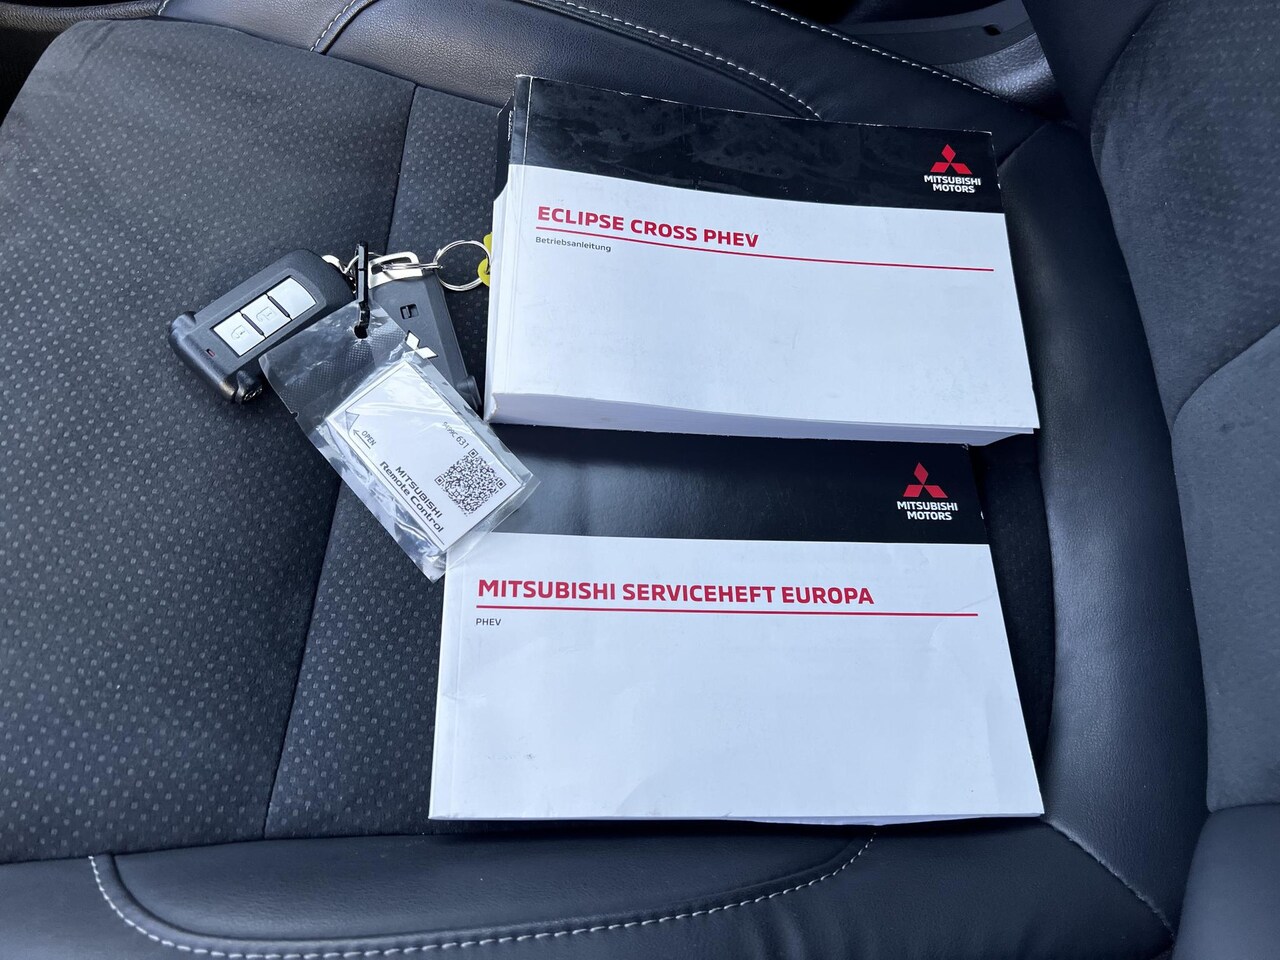 MITSUBISHI
MOTORS
ECLIPSE CROSS PHEV
Betriebsanleitung
OPEN
MITSUBISHI
Remote Control
MITSUBISHI
MOTORS
MITSUBISHI SERVICEHEFT EUROPA
PHEV